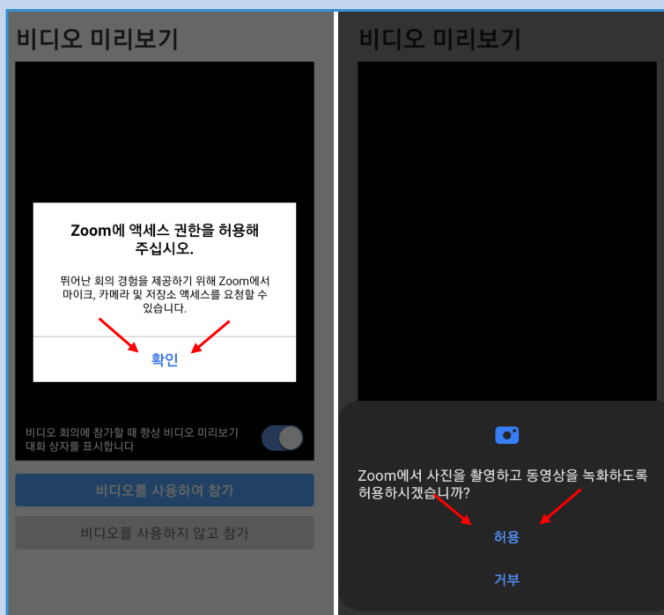 비디오 미리보기
Zoom에 액세스 권한을 허용해
주십시오.
뛰어난 회의 경험을 제공하기 위해 Zoom에서
마이크, 카메라 및 저장소 액세스를 요청할 수
있습니다.
확인
비디오 회의에 참가할 때 항상 비디오 미리보기
대화 상자를 표시합니다
비디오를 사용하여 참가
비디오를 사용하지 않고 참가
비디오 미리보기
Zoom에서 사진을 촬영하고 동영상을 녹화하도록
허용하시겠습니까?
허용
거부